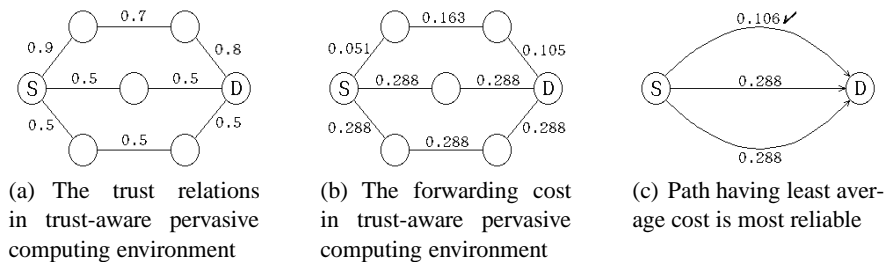 0.7
0.9
0.8
S
0.5
0.5
D
0.5
0.5
0.5
0.163
0.051
0.105
S
0.288
0.288
D
0.288
0.288
0.288
0.106✓
S
0.288
D
0.288
(a) The trust relations
in trust-aware pervasive
computing environment
(b) The forwarding cost
in trust-aware pervasive
computing environment
(c) Path having least aver-
age cost is most reliable